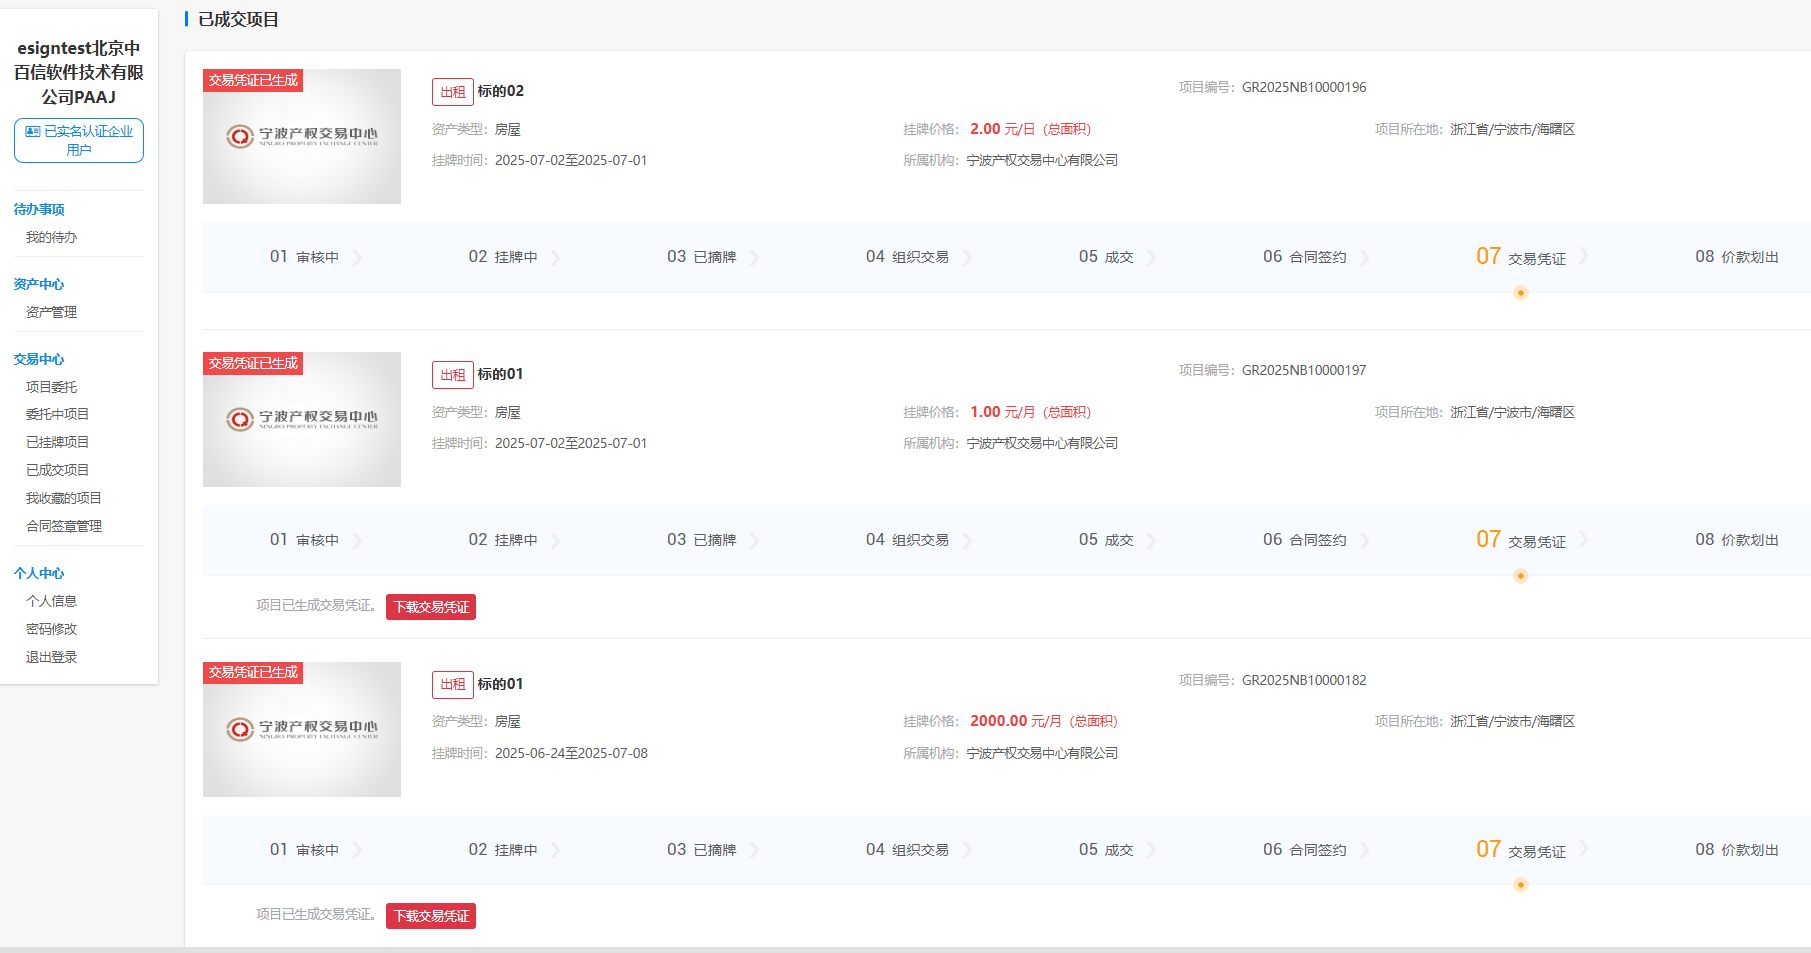 esigntest北京中
百信软件技术有限
公司PAAJ
已实名认证企业
用户
待办事项
我的待办
资产中心
资产管理
交易中心
项目委托
委托中项目
已挂牌项目
已成交项目
我收藏的项目
合同签章管理
个人中心
个人信息
密码修改
退出登录
已成交项目
交易凭证已生成
宁波产权交易中心
NINGBO PROPERTY EXCHANGE CENTER
出租 标的02
项目编号: GR2025NB10000196
资产类型: 房屋
挂牌价格: 2.00 元/日 (总面积)
项目所在地: 浙江省/宁波市/海曙区
挂牌时间: 2025-07-02至2025-07-01
所属机构: 宁波产权交易中心有限公司
01 审核中 02 挂牌中 03 已摘牌 04 组织交易 05 成交 06 合同签约 07 交易凭证 08 价款划出
交易凭证已生成
宁波产权交易中心
NINGBO PROPERTY EXCHANGE CENTER
出租 标的01
项目编号: GR2025NB10000197
资产类型: 房屋
挂牌价格: 1.00 元/月 (总面积)
项目所在地: 浙江省/宁波市/海曙区
挂牌时间: 2025-07-02至2025-07-01
所属机构: 宁波产权交易中心有限公司
01 审核中 02 挂牌中 03 已摘牌 04 组织交易 05 成交 06 合同签约 07 交易凭证 08 价款划出
项目已生成交易凭证。 下载交易凭证
交易凭证已生成
宁波产权交易中心
NINGBO PROPERTY EXCHANGE CENTER
出租 标的01
项目编号: GR2025NB10000182
资产类型: 房屋
挂牌价格: 2000.00 元/月 (总面积)
项目所在地: 浙江省/宁波市/海曙区
挂牌时间: 2025-06-24至2025-07-08
所属机构: 宁波产权交易中心有限公司
01 审核中 02 挂牌中 03 已摘牌 04 组织交易 05 成交 06 合同签约 07 交易凭证 08 价款划出
项目已生成交易凭证。 下载交易凭证